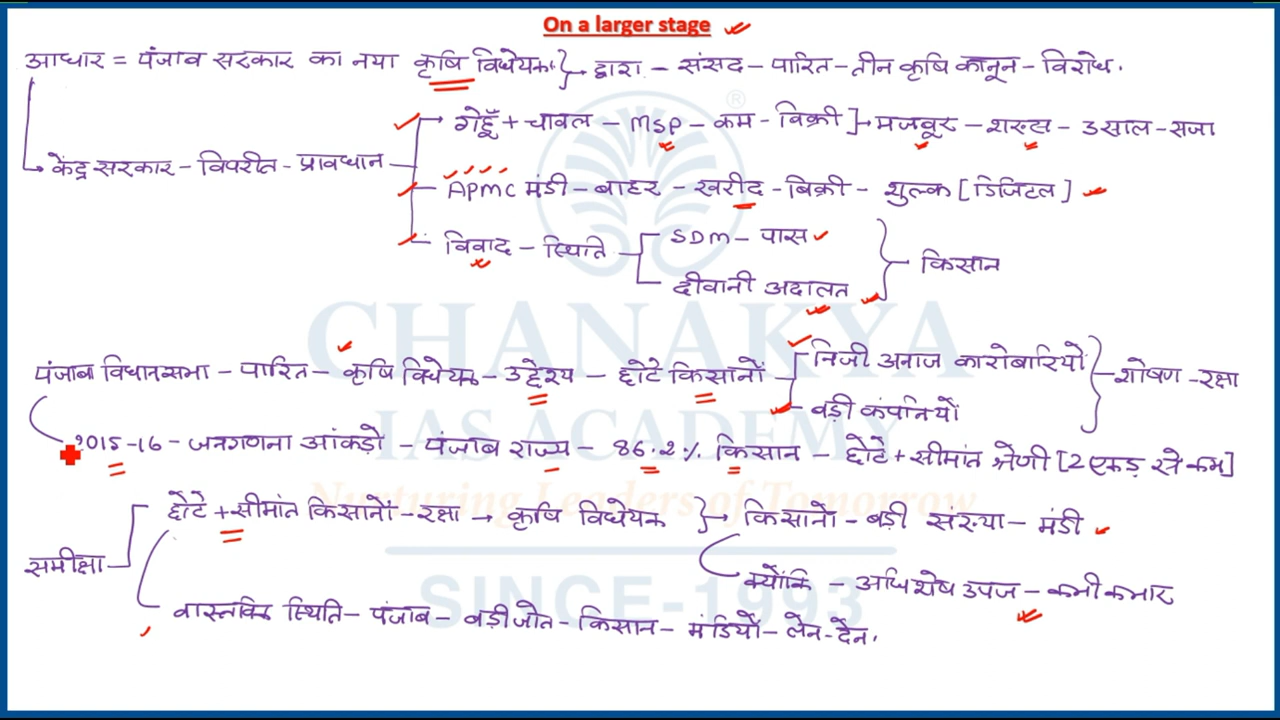 On a larger stage
आधार = पंजाब सरकार का नया कृषि विधेयक } द्वारा - संसद - पारित - तीन कृषि कानून - विरोध.
गेहूँ + चावल - MSP - कम - बिक्री ] मजबूर - शख्स - 3 साल - सजा
केंद्र सरकार - विपरीत - प्रावधान
APMC मंडी - बाहर - खरीद - बिक्री - शुल्क [डिजिटल]
विवाद - स्थिति
SDM - पास
दीवानी अदालत
किसान
पंजाब विधानसभा - पारित - कृषि विधेयक - उद्देश्य - छोटे किसानों
निजी अनाज कारोबारियों
बड़ी कंपनियों
शोषण - रक्षा
2015-16 - जनगणना आंकड़ो - पंजाब राज्य - 86.2% किसान - छोटे + सीमांत श्रेणी [2 एकड़ से कम]
छोटे + सीमांत किसानों - रक्षा → कृषि विधेयक } → किसानों - बड़ी संख्या - मंडी
समीक्षा
क्योंकि - अधिशेष उपज - कभी कभार
वास्तविक स्थिति - पंजाब - बड़ी जोत - किसान - मंडियों - लेन-देन.
CHANAKYA
IAS ACADEMY
Nurturing Leaders of Tomorrow
SINCE-1993